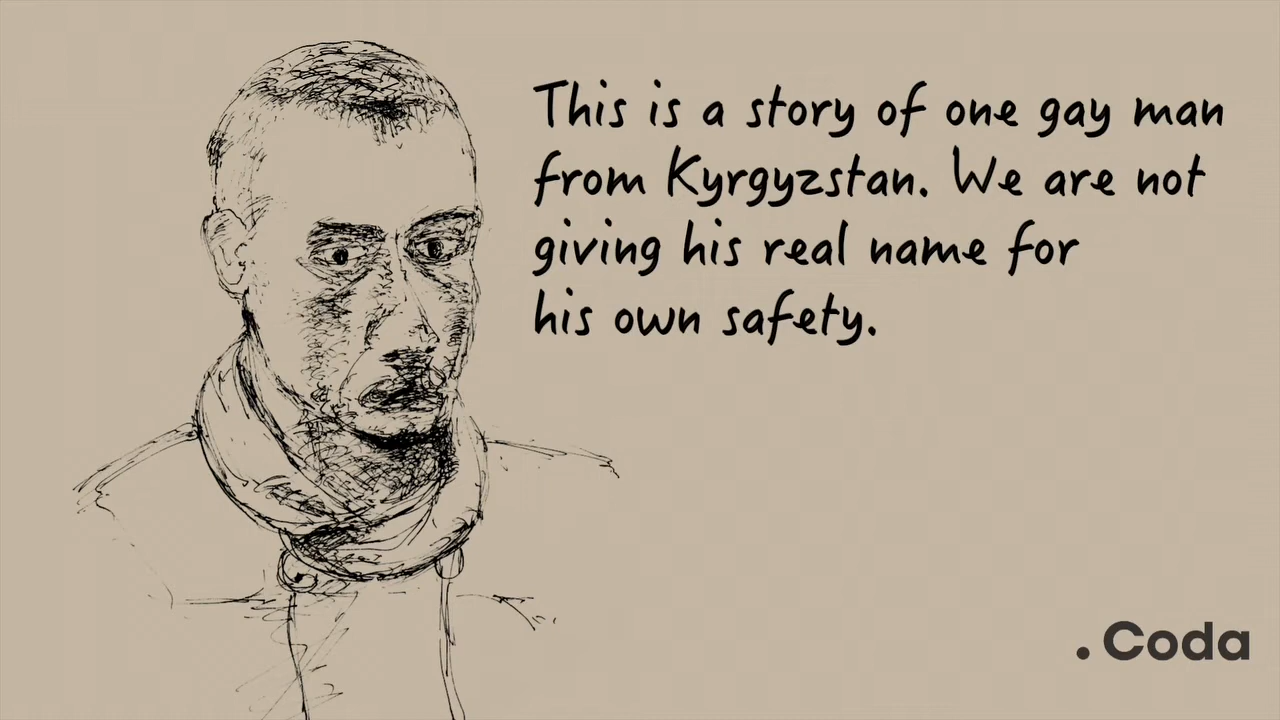 This is a story of one gay man
from Kyrgyzstan. We are not
giving his real name for
his own safety.
. Coda